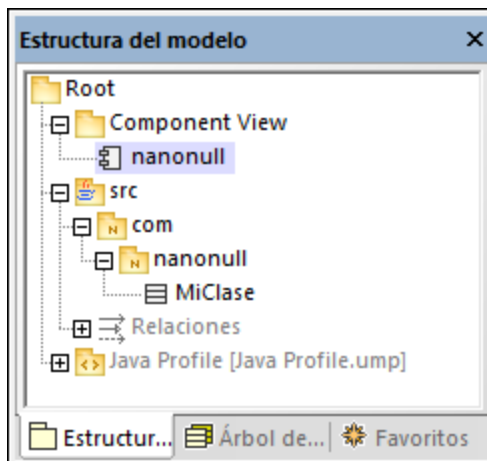 Estructura del modelo
Root
Component View
nanonull
src
com
nanonull
MiClase
Relaciones
Java Profile [Java Profile.ump]
Estructur... Árbol de... Favoritos